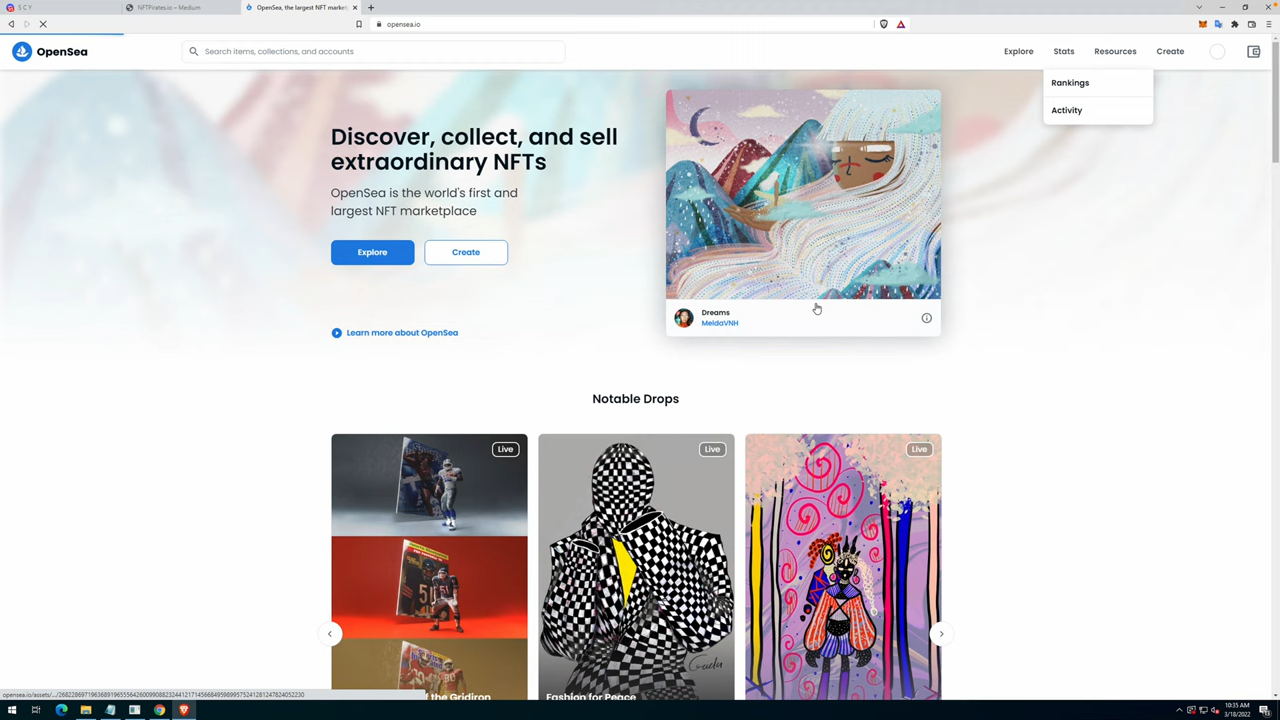 S C Y
NFTPirates.io – Medium
OpenSea, the largest NFT market
opensea.io
OpenSea
Search items, collections, and accounts
Explore
Stats
Resources
Create
Rankings
Activity
Discover, collect, and sell
extraordinary NFTs
OpenSea is the world's first and
largest NFT marketplace
Explore
Create
Learn more about OpenSea
Dreams
MeldaVNH
Notable Drops
Live
Live
Live
of the Gridiron
Fashion for Peace
10:35 AM
3/18/2022